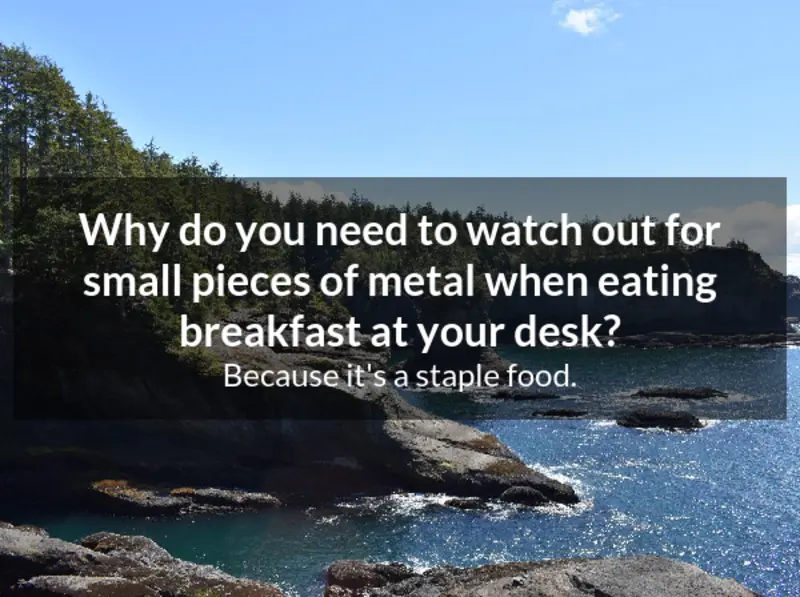 Why do you need to watch out for
small pieces of metal when eating
breakfast at your desk?
Because it's a staple food.